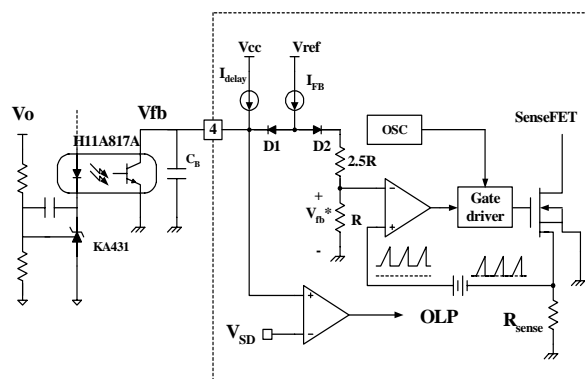 Vcc
Vref
Idelay
IFB
Vo
Vfb
H11A817A
4
D1
D2
SenseFET
OSC
CB
2.5R
+
Vfb*
-
R
-
+
Gate driver
KA431
+
-
VSD
OLP
Rsense